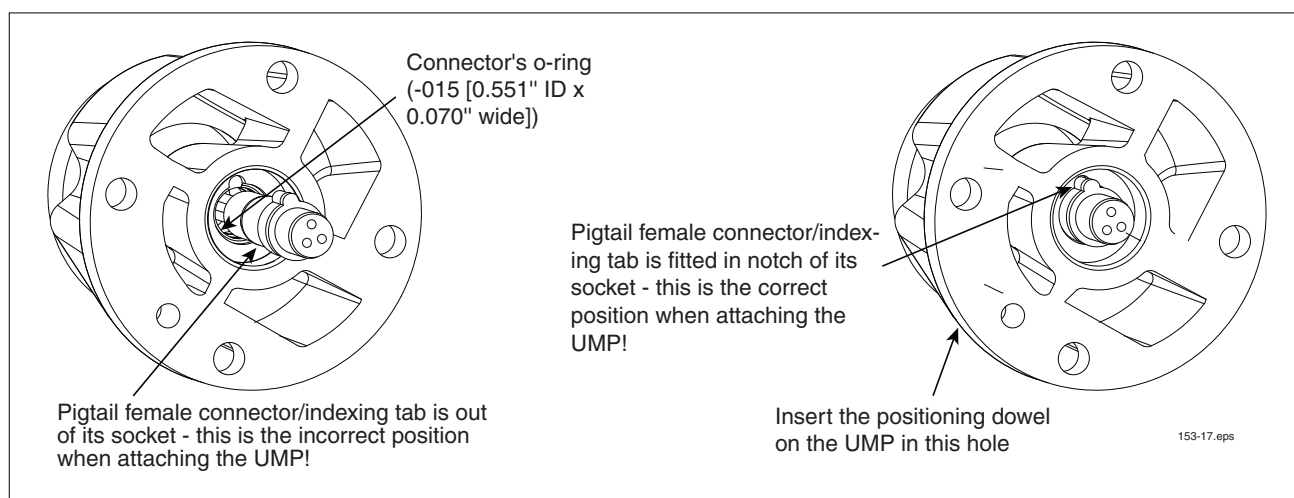 Connector's o-ring
(-015 [0.551" ID x
0.070" wide])
Pigtail female connector/index-
ing tab is fitted in notch of its
socket - this is the correct
position when attaching the
UMP!
Pigtail female connector/indexing tab is out
of its socket - this is the incorrect position
when attaching the UMP!
Insert the positioning dowel
on the UMP in this hole
153-17.eps